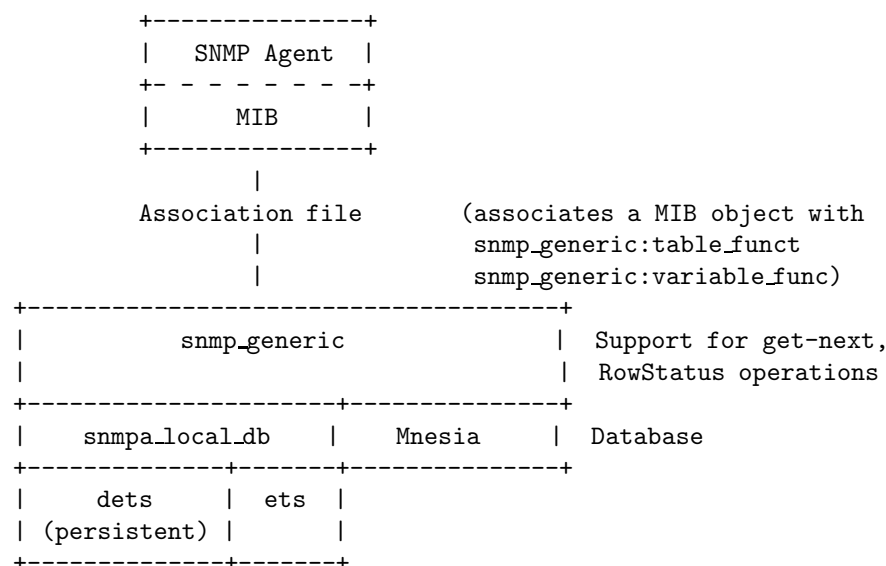 +---------------+
|   SNMP Agent  |
+- - - - - - - -+
|      MIB      |
+---------------+
|
Association file       (associates a MIB object with
|              snmp_generic:table_funct
|              snmp_generic:variable_func)
+--------------------------------------+
|           snmp_generic               |  Support for get-next,
|                                      |  RowStatus operations
+----------------------+---------------+
|    snmpa_local_db    |    Mnesia     |  Database
+--------------+-------+---------------+
|     dets     |  ets  |
| (persistent) |       |
+--------------+-------+